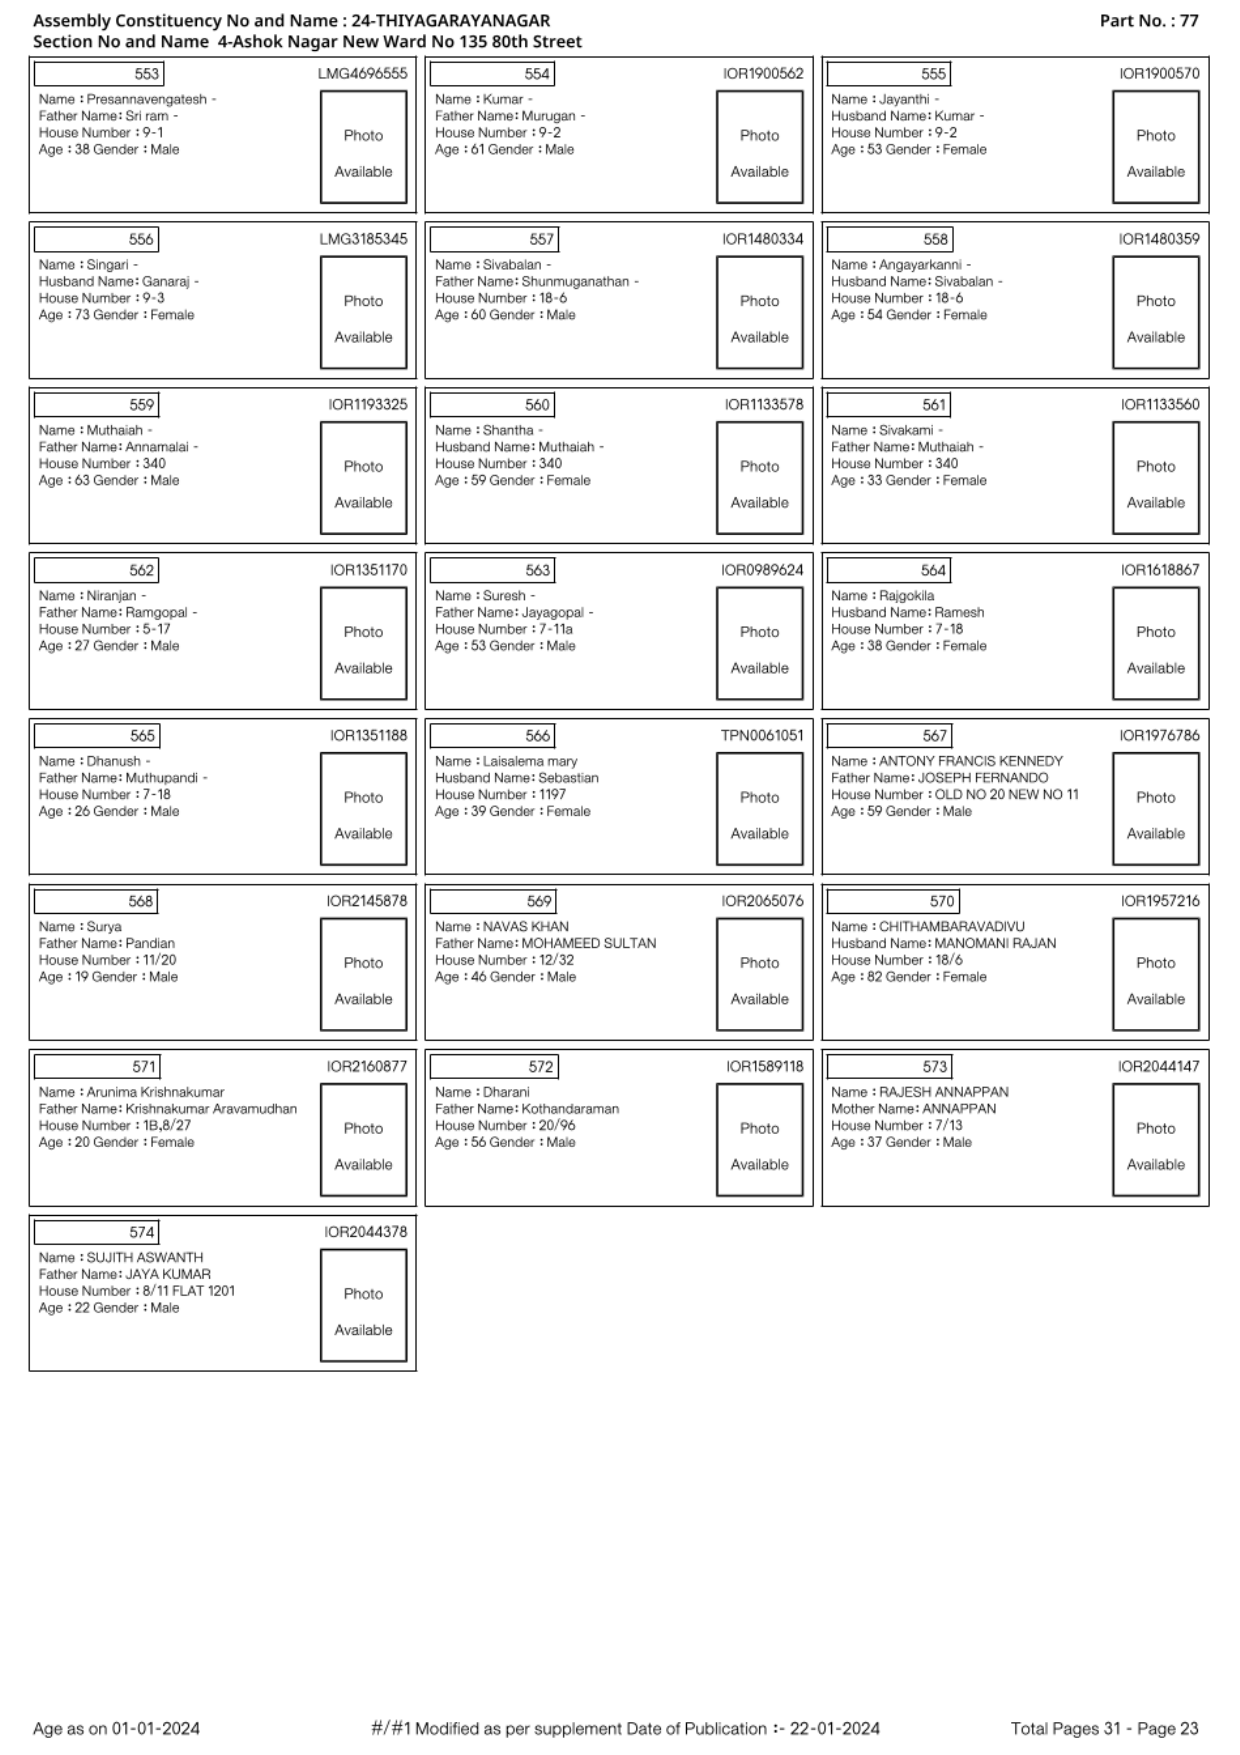 Assembly Constituency No and Name : 24-THIYAGARAYANAGAR Part No. : 77
Section No and Name 4-Ashok Nagar New Ward No 135 80th Street
553 LMG4696555
Name : Presannavengatesh -
Father Name: Sri ram -
House Number : 9-1
Age : 38 Gender : Male
Photo
Available
554 IOR1900562
Name : Kumar -
Father Name: Murugan -
House Number : 9-2
Age : 61 Gender : Male
Photo
Available
555 IOR1900570
Name : Jayanthi -
Husband Name: Kumar -
House Number : 9-2
Age : 53 Gender : Female
Photo
Available
556 LMG3185345
Name : Singari -
Husband Name: Ganaraj -
House Number : 9-3
Age : 73 Gender : Female
Photo
Available
557 IOR1480334
Name : Sivabalan -
Father Name: Shunmuganathan -
House Number : 18-6
Age : 60 Gender : Male
Photo
Available
558 IOR1480359
Name : Angayarkanni -
Husband Name: Sivabalan -
House Number : 18-6
Age : 54 Gender : Female
Photo
Available
559 IOR1193325
Name : Muthaiah -
Father Name: Annamalai -
House Number : 340
Age : 63 Gender : Male
Photo
Available
560 IOR1133578
Name : Shantha -
Husband Name: Muthaiah -
House Number : 340
Age : 59 Gender : Female
Photo
Available
561 IOR1133560
Name : Sivakami -
Father Name: Muthaiah -
House Number : 340
Age : 33 Gender : Female
Photo
Available
562 IOR1351170
Name : Niranjan -
Father Name: Ramgopal -
House Number : 5-17
Age : 27 Gender : Male
Photo
Available
563 IOR0989624
Name : Suresh -
Father Name: Jayagopal -
House Number : 7-11a
Age : 53 Gender : Male
Photo
Available
564 IOR1618867
Name : Rajgokila
Husband Name: Ramesh
House Number : 7-18
Age : 38 Gender : Female
Photo
Available
565 IOR1351188
Name : Dhanush -
Father Name: Muthupandi -
House Number : 7-18
Age : 26 Gender : Male
Photo
Available
566 TPN0061051
Name : Laisalema mary
Husband Name: Sebastian
House Number : 1197
Age : 39 Gender : Female
Photo
Available
567 IOR1976786
Name : ANTONY FRANCIS KENNEDY
Father Name: JOSEPH FERNANDO
House Number : OLD NO 20 NEW NO 11
Age : 59 Gender : Male
Photo
Available
568 IOR2145878
Name : Surya
Father Name: Pandian
House Number : 11/20
Age : 19 Gender : Male
Photo
Available
569 IOR2065076
Name : NAVAS KHAN
Father Name: MOHAMEED SULTAN
House Number : 12/32
Age : 46 Gender : Male
Photo
Available
570 IOR1957216
Name : CHITHAMBARAVADIVU
Husband Name: MANOMANI RAJAN
House Number : 18/6
Age : 82 Gender : Female
Photo
Available
571 IOR2160877
Name : Arunima Krishnakumar
Father Name: Krishnakumar Aravamudhan
House Number : 1B,8/27
Age : 20 Gender : Female
Photo
Available
572 IOR1589118
Name : Dharani
Father Name: Kothandaraman
House Number : 20/96
Age : 56 Gender : Male
Photo
Available
573 IOR2044147
Name : RAJESH ANNAPPAN
Mother Name: ANNAPPAN
House Number : 7/13
Age : 37 Gender : Male
Photo
Available
574 IOR2044378
Name : SUJITH ASWANTH
Father Name: JAYA KUMAR
House Number : 8/11 FLAT 1201
Age : 22 Gender : Male
Photo
Available
Age as on 01-01-2024 #/#1 Modified as per supplement Date of Publication :- 22-01-2024 Total Pages 31 - Page 23